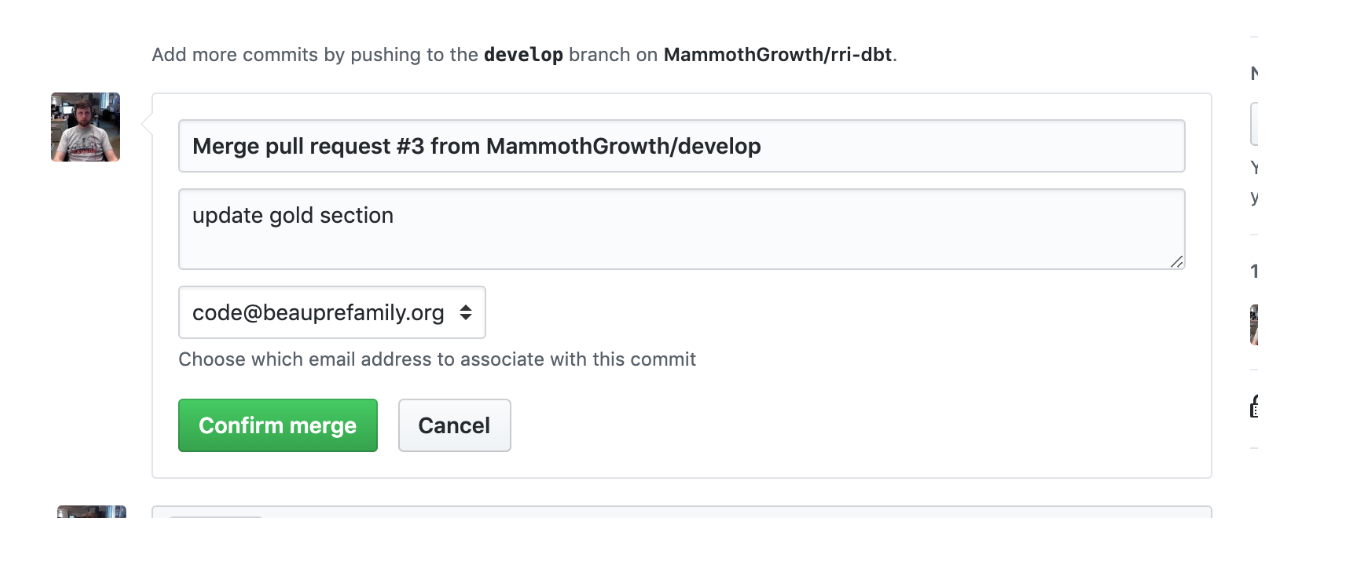 Add more commits by pushing to the develop branch on MammothGrowth/rri-dbt.
Merge pull request #3 from MammothGrowth/develop
update gold section
code@beauprefamily.org
Choose which email address to associate with this commit
Confirm merge
Cancel